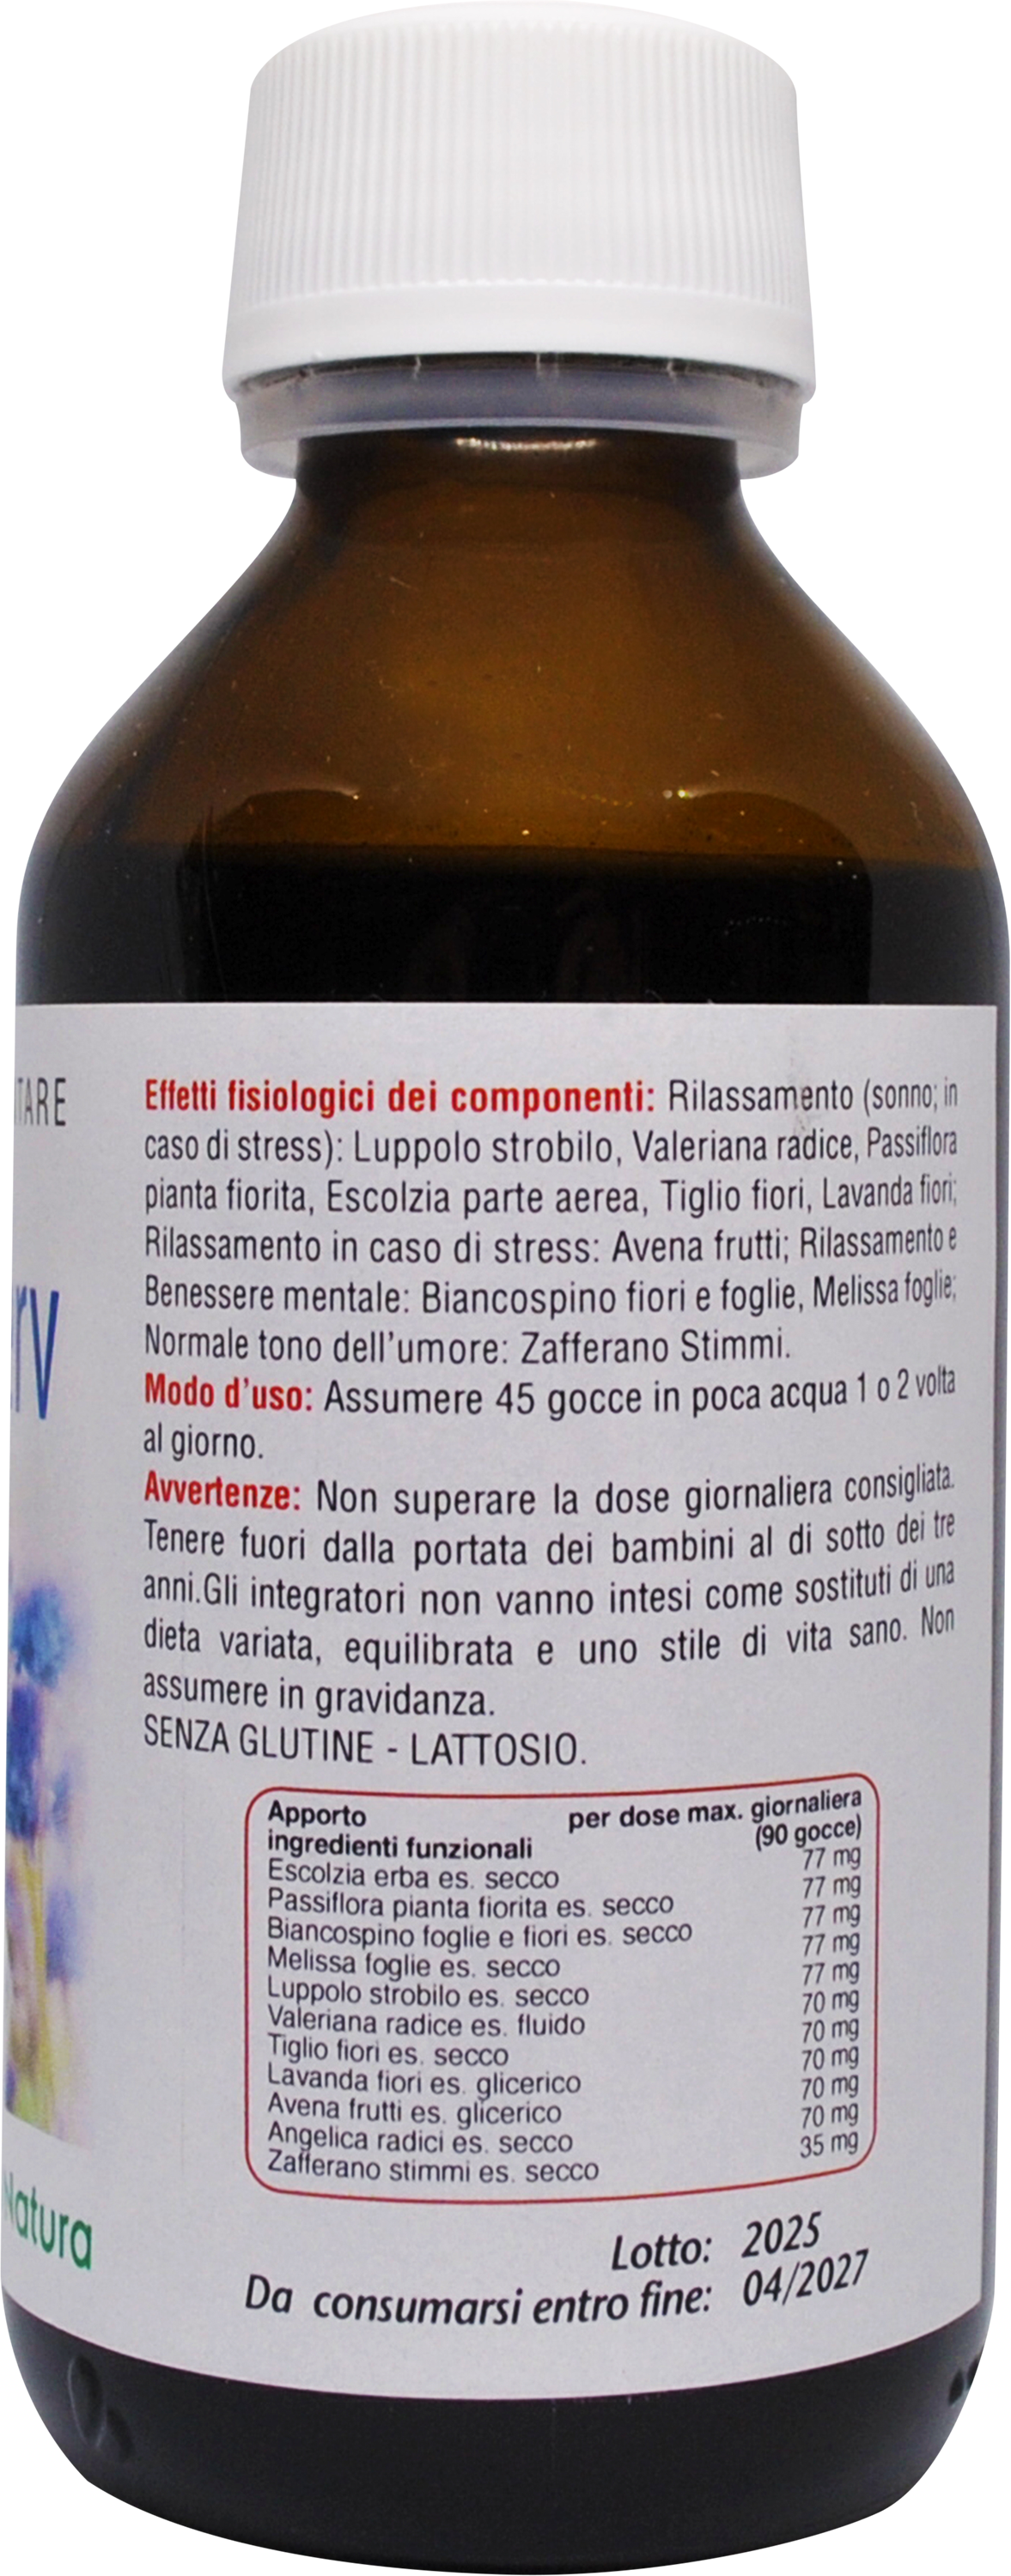 TARE
rv
Natura
Effetti fisiologici dei componenti: Rilassamento (sonno; in
caso di stress): Luppolo strobilo, Valeriana radice, Passiflora
pianta fiorita, Escolzia parte aerea, Tiglio fiori, Lavanda fiori;
Rilassamento in caso di stress: Avena frutti; Rilassamento e
Benessere mentale: Biancospino fiori e foglie, Melissa foglie;
Normale tono dell'umore: Zafferano Stimmi.
Modo d'uso: Assumere 45 gocce in poca acqua 1 o 2 volta
al giorno.
Avvertenze: Non superare la dose giornaliera consigliata.
Tenere fuori dalla portata dei bambini al di sotto dei tre
anni.Gli integratori non vanno intesi come sostituti di una
dieta variata, equilibrata e uno stile di vita sano. Non
assumere in gravidanza.
SENZA GLUTINE - LATTOSIO.
Apporto per dose max. giornaliera
ingredienti funzionali (90 gocce)
Escolzia erba es. secco 77 mg
Passiflora pianta fiorita es. secco 77 mg
Biancospino foglie e fiori es. secco 77 mg
Melissa foglie es. secco 77 mg
Luppolo strobilo es. secco 77 mg
Valeriana radice es. fluido 70 mg
Tiglio fiori es. secco 70 mg
Lavanda fiori es. glicerico 70 mg
Avena frutti es. glicerico 70 mg
Angelica radici es. secco 70 mg
Zafferano stimmi es. secco 35 mg
Lotto: 2025
Da consumarsi entro fine: 04/2027